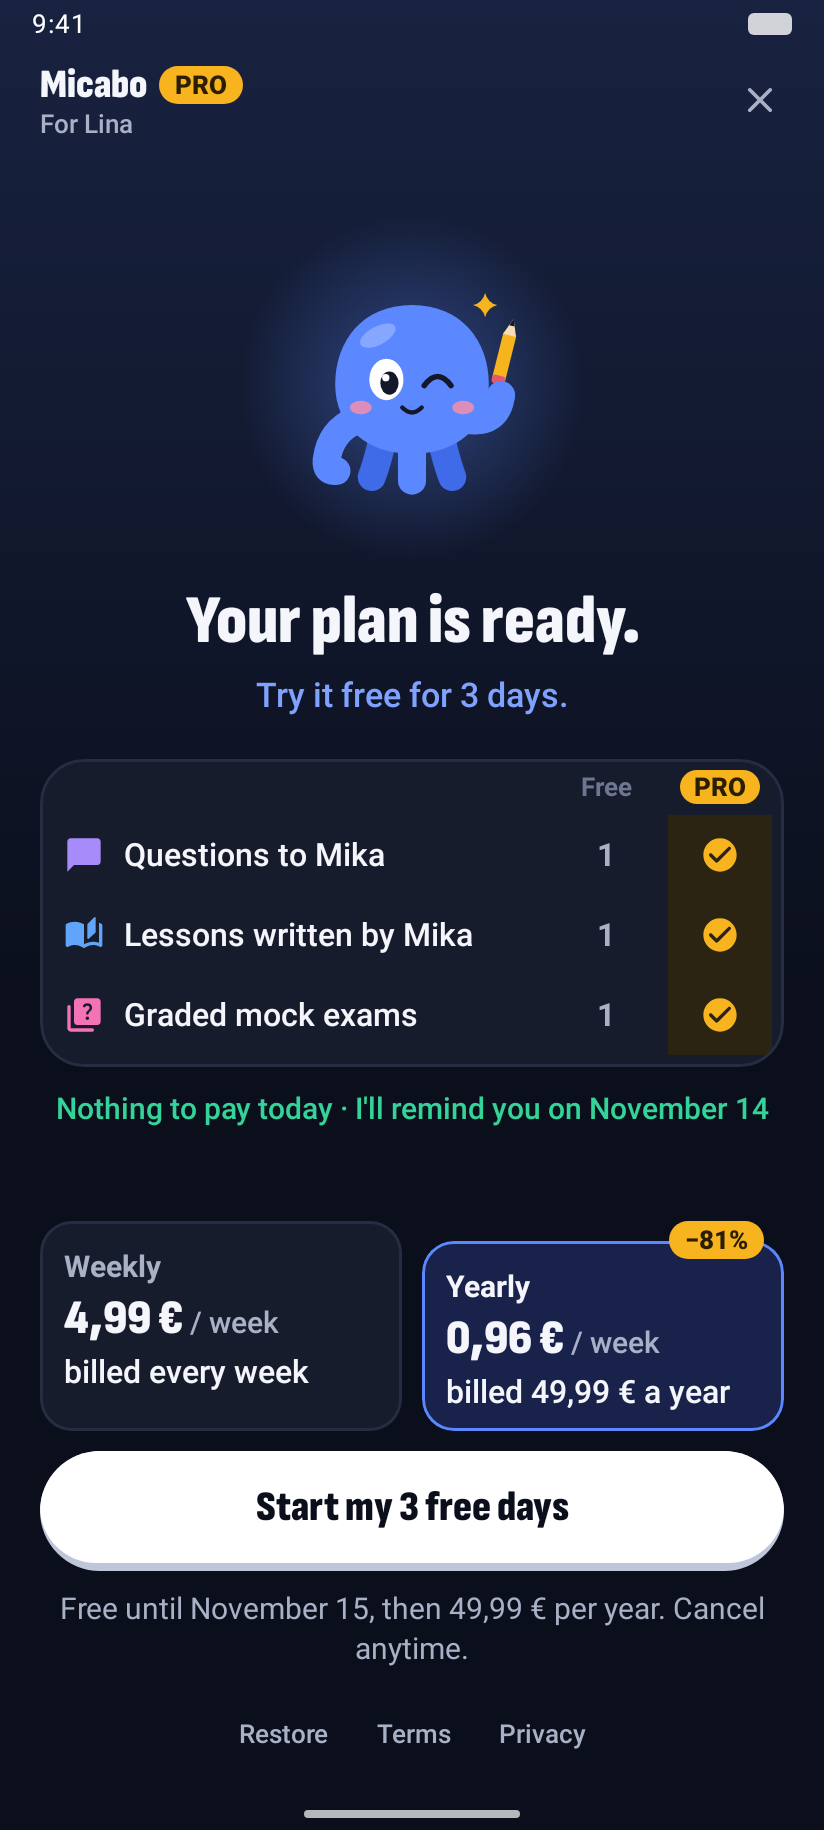 9:41
Micabo PRO
For Lina
Your plan is ready.
Try it free for 3 days.
Free PRO
Questions to Mika 1
Lessons written by Mika 1
Graded mock exams 1
Nothing to pay today · I'll remind you on November 14
Weekly
4,99 € / week
billed every week
−81%
Yearly
0,96 € / week
billed 49,99 € a year
Start my 3 free days
Free until November 15, then 49,99 € per year. Cancel
anytime.
Restore Terms Privacy